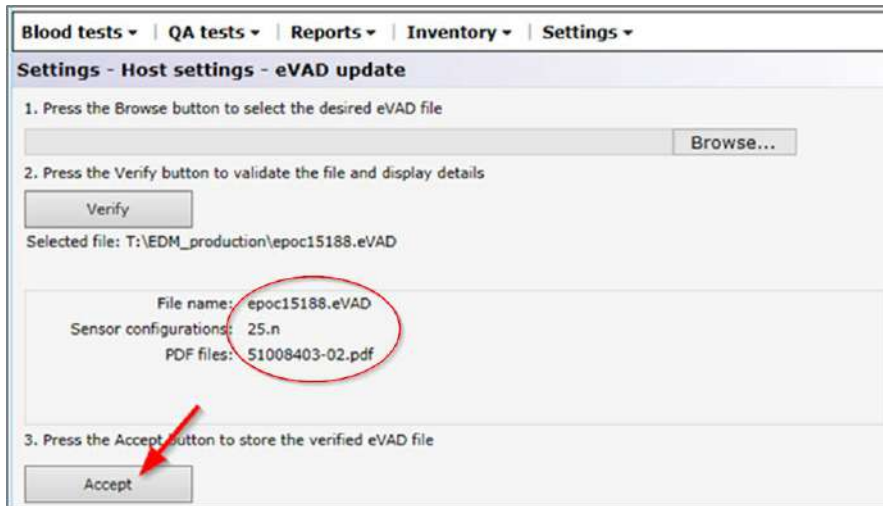 Blood tests ▾ | QA tests ▾ | Reports ▾ | Inventory ▾ | Settings ▾
Settings - Host settings - eVAD update
1. Press the Browse button to select the desired eVAD file
Browse...
2. Press the Verify button to validate the file and display details
Verify
Selected file: T:\EDM_production\epoc15188.eVAD
File name: epoc15188.eVAD
Sensor configurations: 25.n
PDF files: 51008403-02.pdf
3. Press the Accept button to store the verified eVAD file
Accept